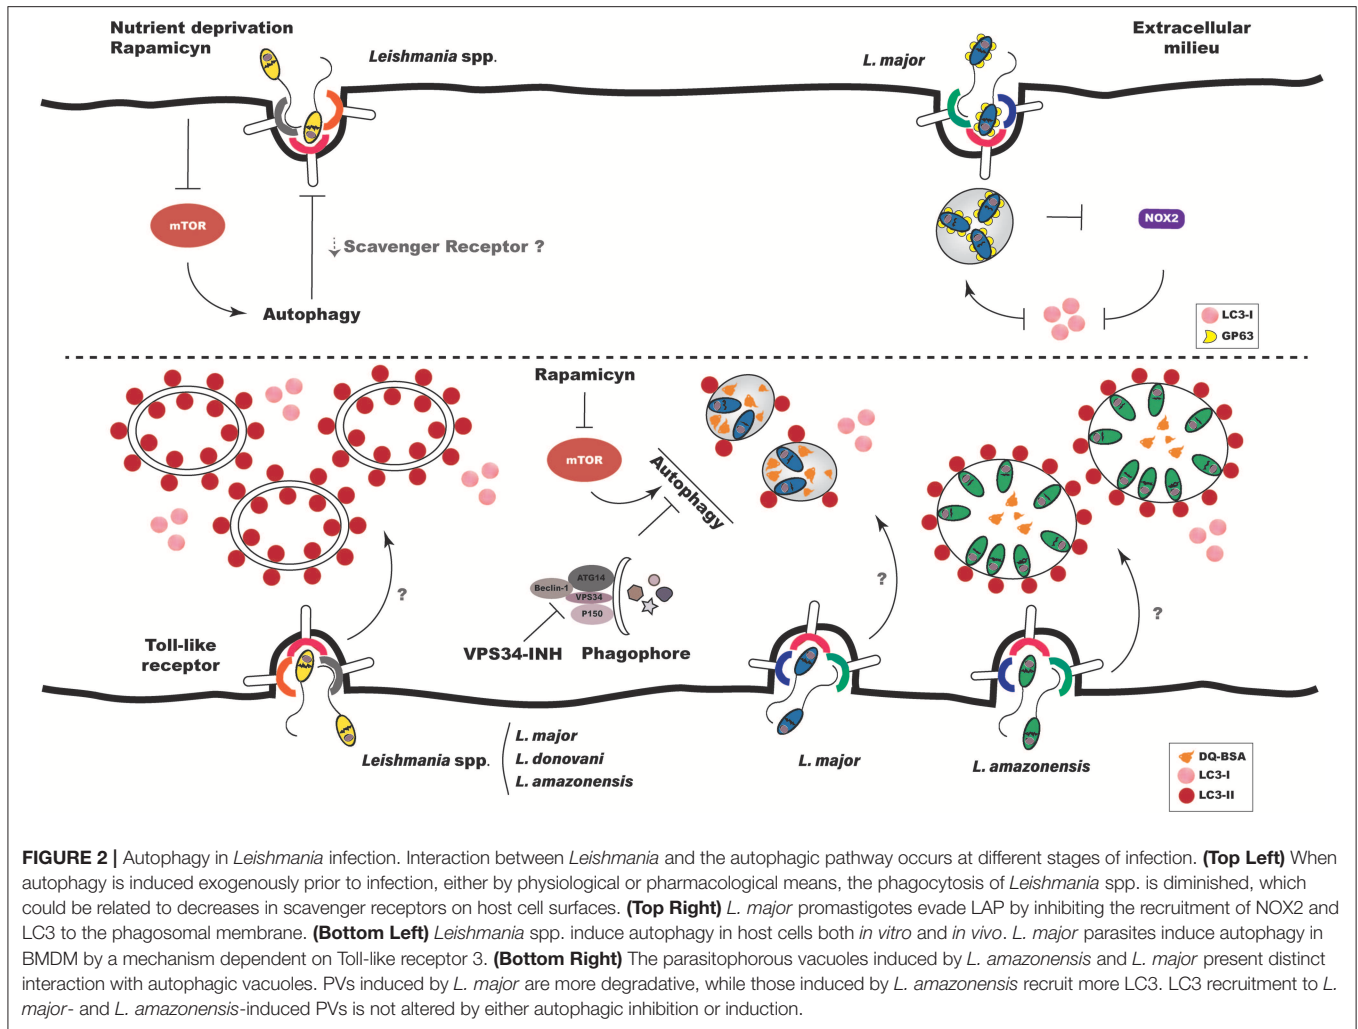 Nutrient deprivation
Rapamicyn
Leishmania spp.
L. major
Extracellular
milieu
mTOR
Scavenger Receptor ?
Autophagy
NOX2
LC3-I
GP63
Rapamicyn
mTOR
Autophagy
?
Beclin-1
ATG14
VPS34
P150
?
?
Toll-like
receptor
VPS34-INH
Phagophore
Leishmania spp.
L. major
L. donovani
L. amazonensis
L. major
L. amazonensis
DQ-BSA
LC3-I
LC3-II
FIGURE 2 | Autophagy in Leishmania infection. Interaction between Leishmania and the autophagic pathway occurs at different stages of infection. (Top Left) When
autophagy is induced exogenously prior to infection, either by physiological or pharmacological means, the phagocytosis of Leishmania spp. is diminished, which
could be related to decreases in scavenger receptors on host cell surfaces. (Top Right) L. major promastigotes evade LAP by inhibiting the recruitment of NOX2 and
LC3 to the phagosomal membrane. (Bottom Left) Leishmania spp. induce autophagy in host cells both in vitro and in vivo. L. major parasites induce autophagy in
BMDM by a mechanism dependent on Toll-like receptor 3. (Bottom Right) The parasitophorous vacuoles induced by L. amazonensis and L. major present distinct
interaction with autophagic vacuoles. PVs induced by L. major are more degradative, while those induced by L. amazonensis recruit more LC3. LC3 recruitment to L.
major- and L. amazonensis-induced PVs is not altered by either autophagic inhibition or induction.